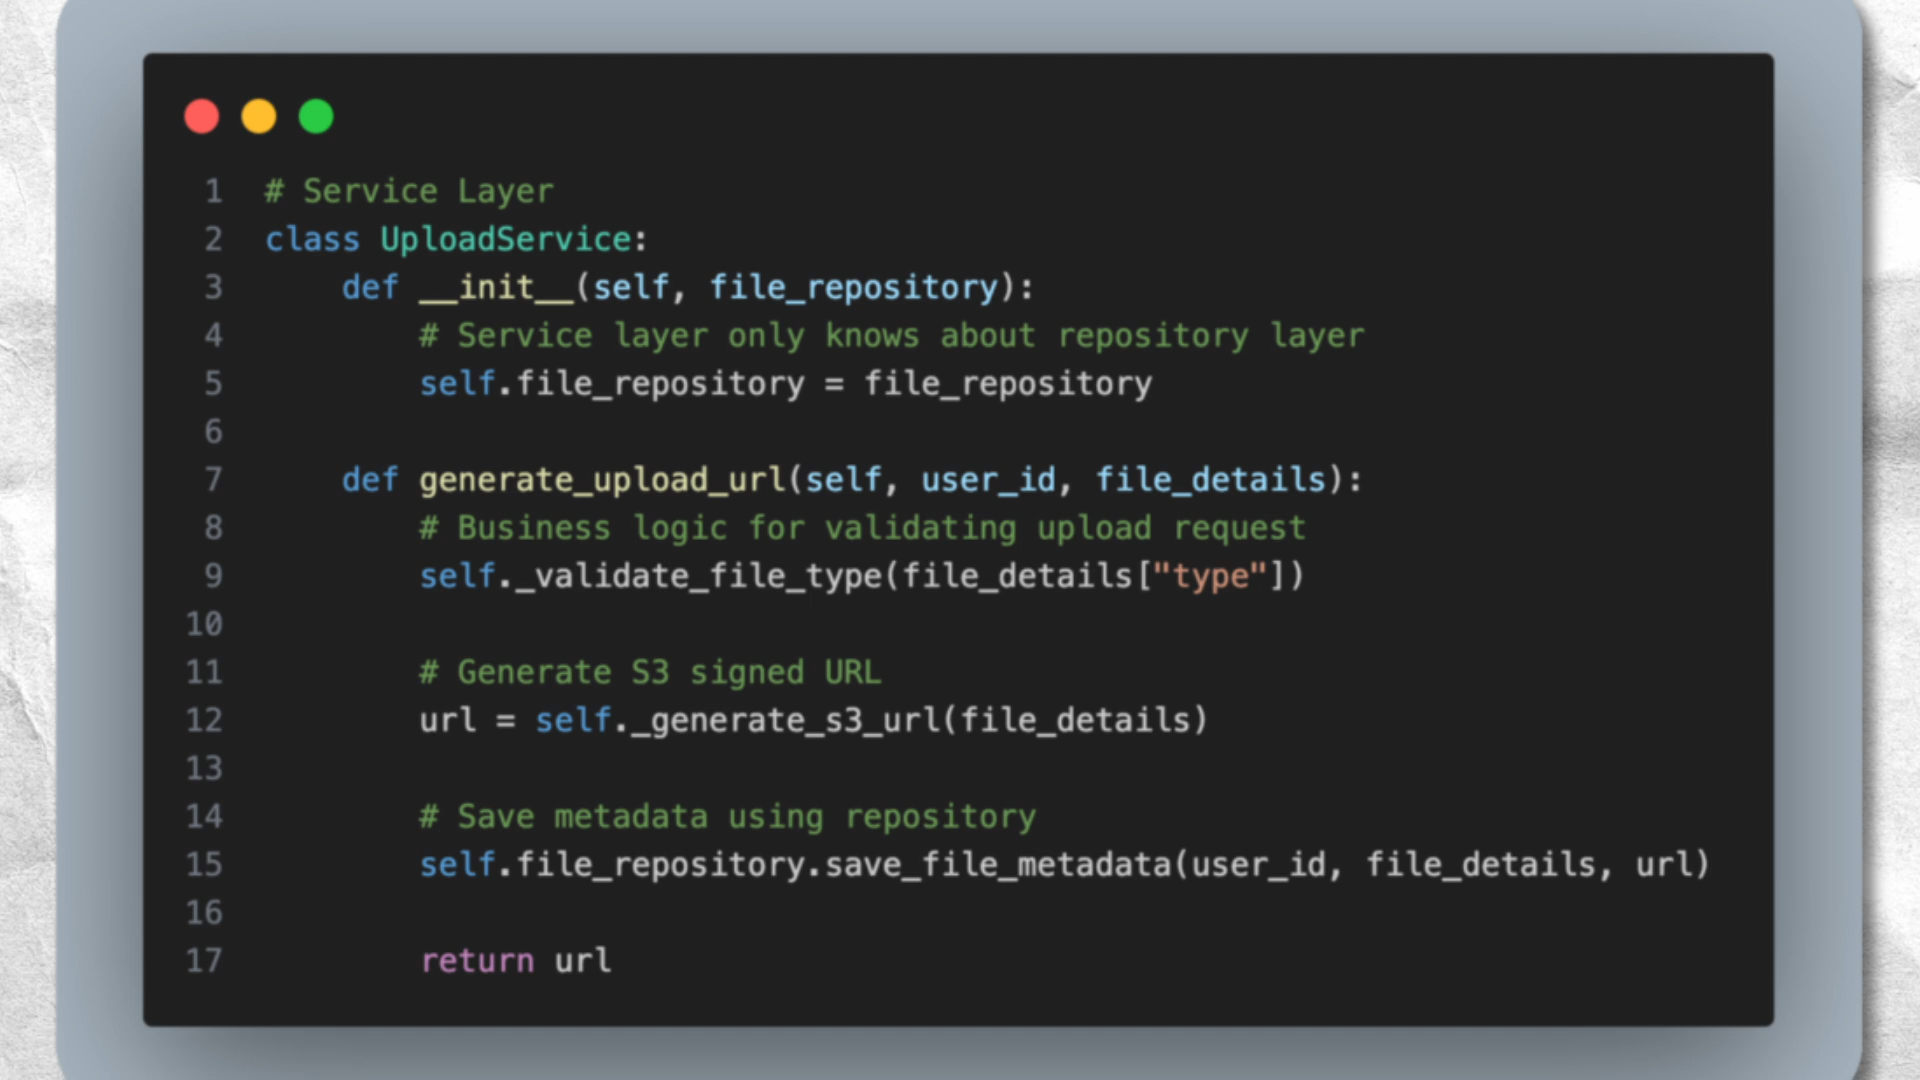 1 # Service Layer
2 class UploadService:
3     def __init__(self, file_repository):
4         # Service layer only knows about repository layer
5         self.file_repository = file_repository
6
7     def generate_upload_url(self, user_id, file_details):
8         # Business logic for validating upload request
9         self._validate_file_type(file_details["type"])
10
11         # Generate S3 signed URL
12         url = self._generate_s3_url(file_details)
13
14         # Save metadata using repository
15         self.file_repository.save_file_metadata(user_id, file_details, url)
16
17         return url